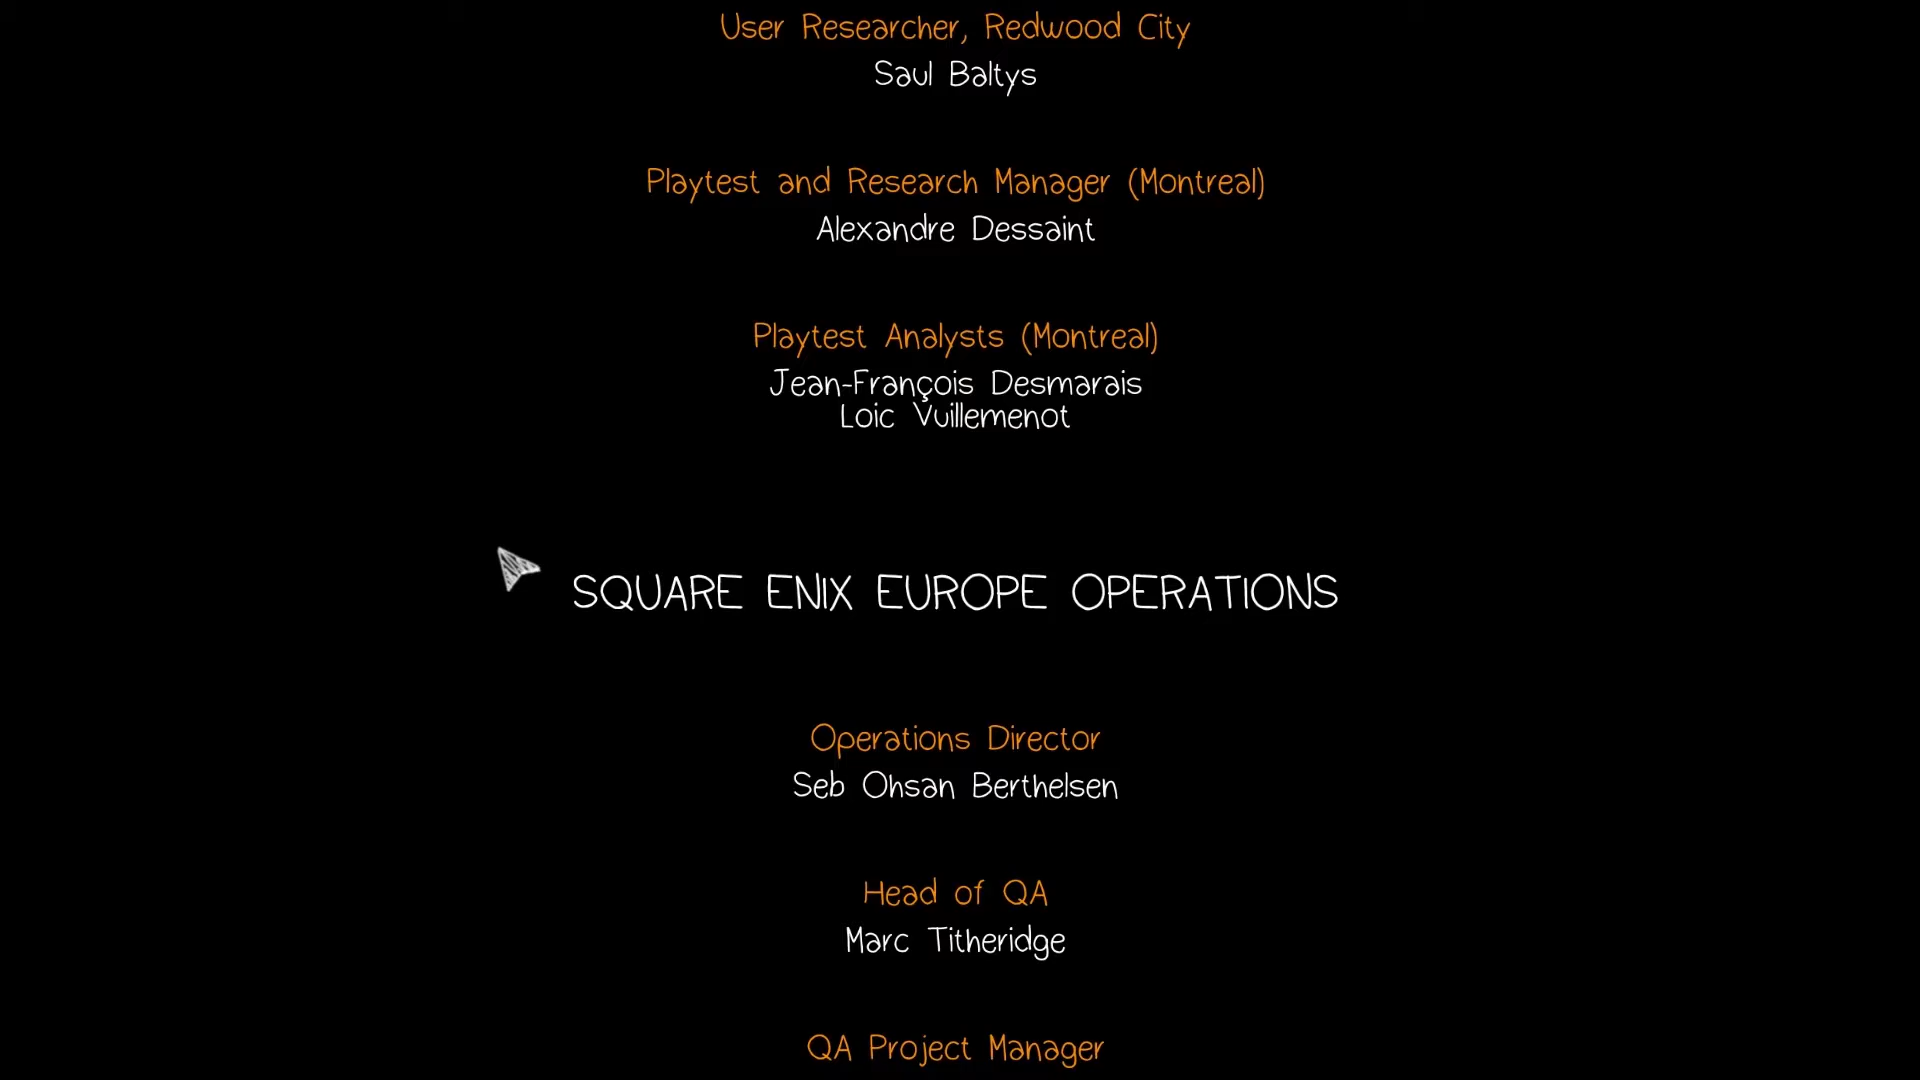 User Researcher, Redwood City
Saul Baltys
Playtest and Research Manager (Montreal)
Alexandre Dessaint
Playtest Analysts (Montreal)
Jean-François Desmarais
Loic Vuillemenot
SQUARE ENIX EUROPE OPERATIONS
Operations Director
Seb Ohsan Berthelsen
Head of QA
Marc Titheridge
QA Project Manager